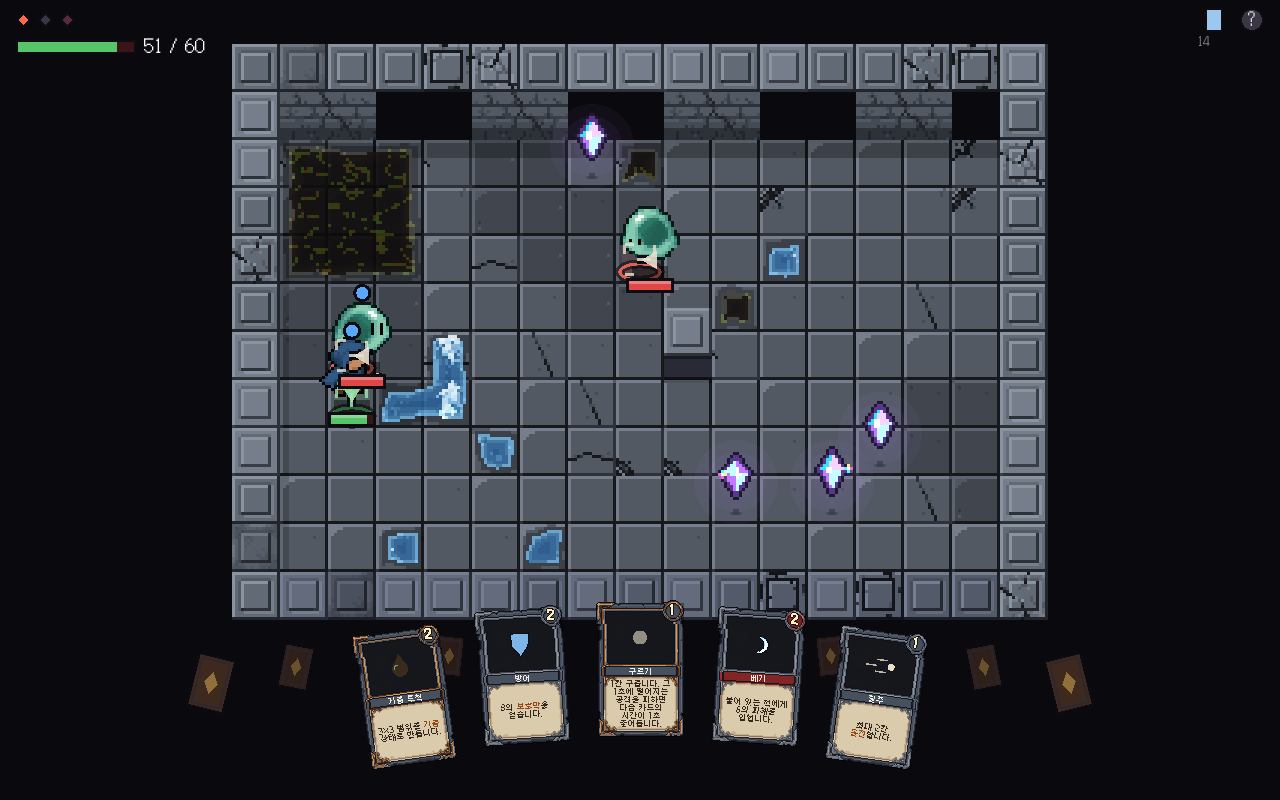 51 / 60
?
14
2
기름 투척
3X3 범위를 기름
상태로 만듭니다.
2
방어
8의 보호막을
얻습니다.
1
구르기
1칸 구릅니다. 그
1초에 떨어지는
공격을 피하면
다음 카드의
시간이 1초
줄어듭니다.
2
베기
붙어 있는 적에게
6의 피해를
입힙니다.
1
질주
최대 2칸
돌진합니다.